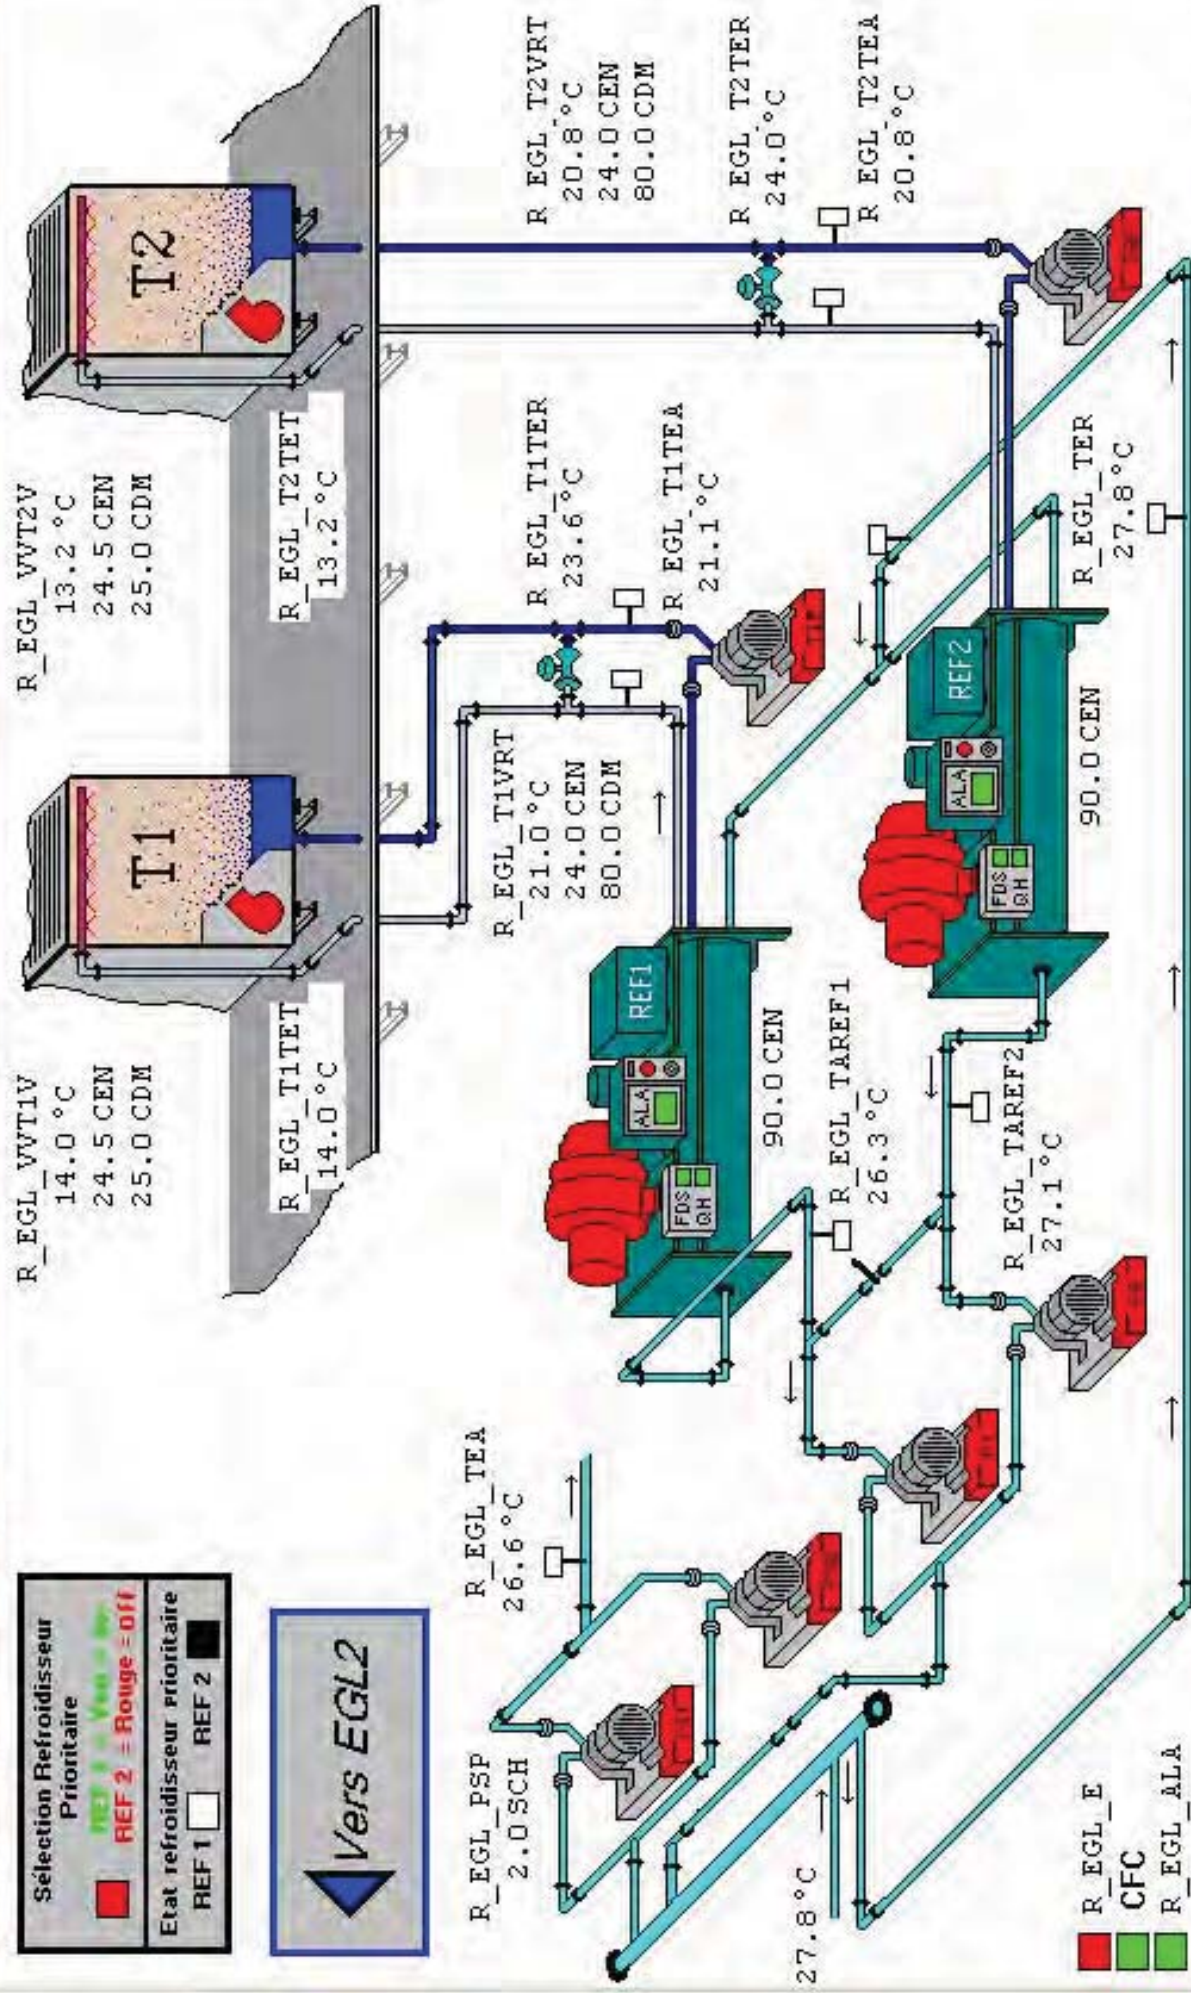 Sélection Refroidisseur
Prioritaire
REF 2 = Rouge = Off
Etat refroidisseur prioritaire
REF 1
REF 2
Vers EGL2
R_EGL_VVT1V
14.0 °C
24.5 CEN
25.0 CDM
T1
R_EGL_T1TET
14.0 °C
R_EGL_VVT2V
13.2 °C
24.5 CEN
25.0 CDM
T2
R_EGL_T2TET
13.2 °C
R_EGL_TEA
26.6 °C
R_EGL_PSP
2.0 SCH
27.8 °C
R_EGL_T1VRT
21.0 °C
24.0 CEN
80.0 CDM
R_EGL_T1TER
23.6 °C
R_EGL_T1TEA
21.1 °C
R_EGL_T2VRT
20.8 °C
24.0 CEN
80.0 CDM
R_EGL_T2TER
24.0 °C
R_EGL_T2TEA
20.8 °C
FDS
QH
ALA
REF1
90.0 CEN
R_EGL_TAREF1
26.3 °C
FDS
QH
ALA
REF2
90.0 CEN
R_EGL_TAREF2
27.1 °C
R_EGL_TER
27.8 °C
R_EGL_E
CFC
R_EGL_ALA